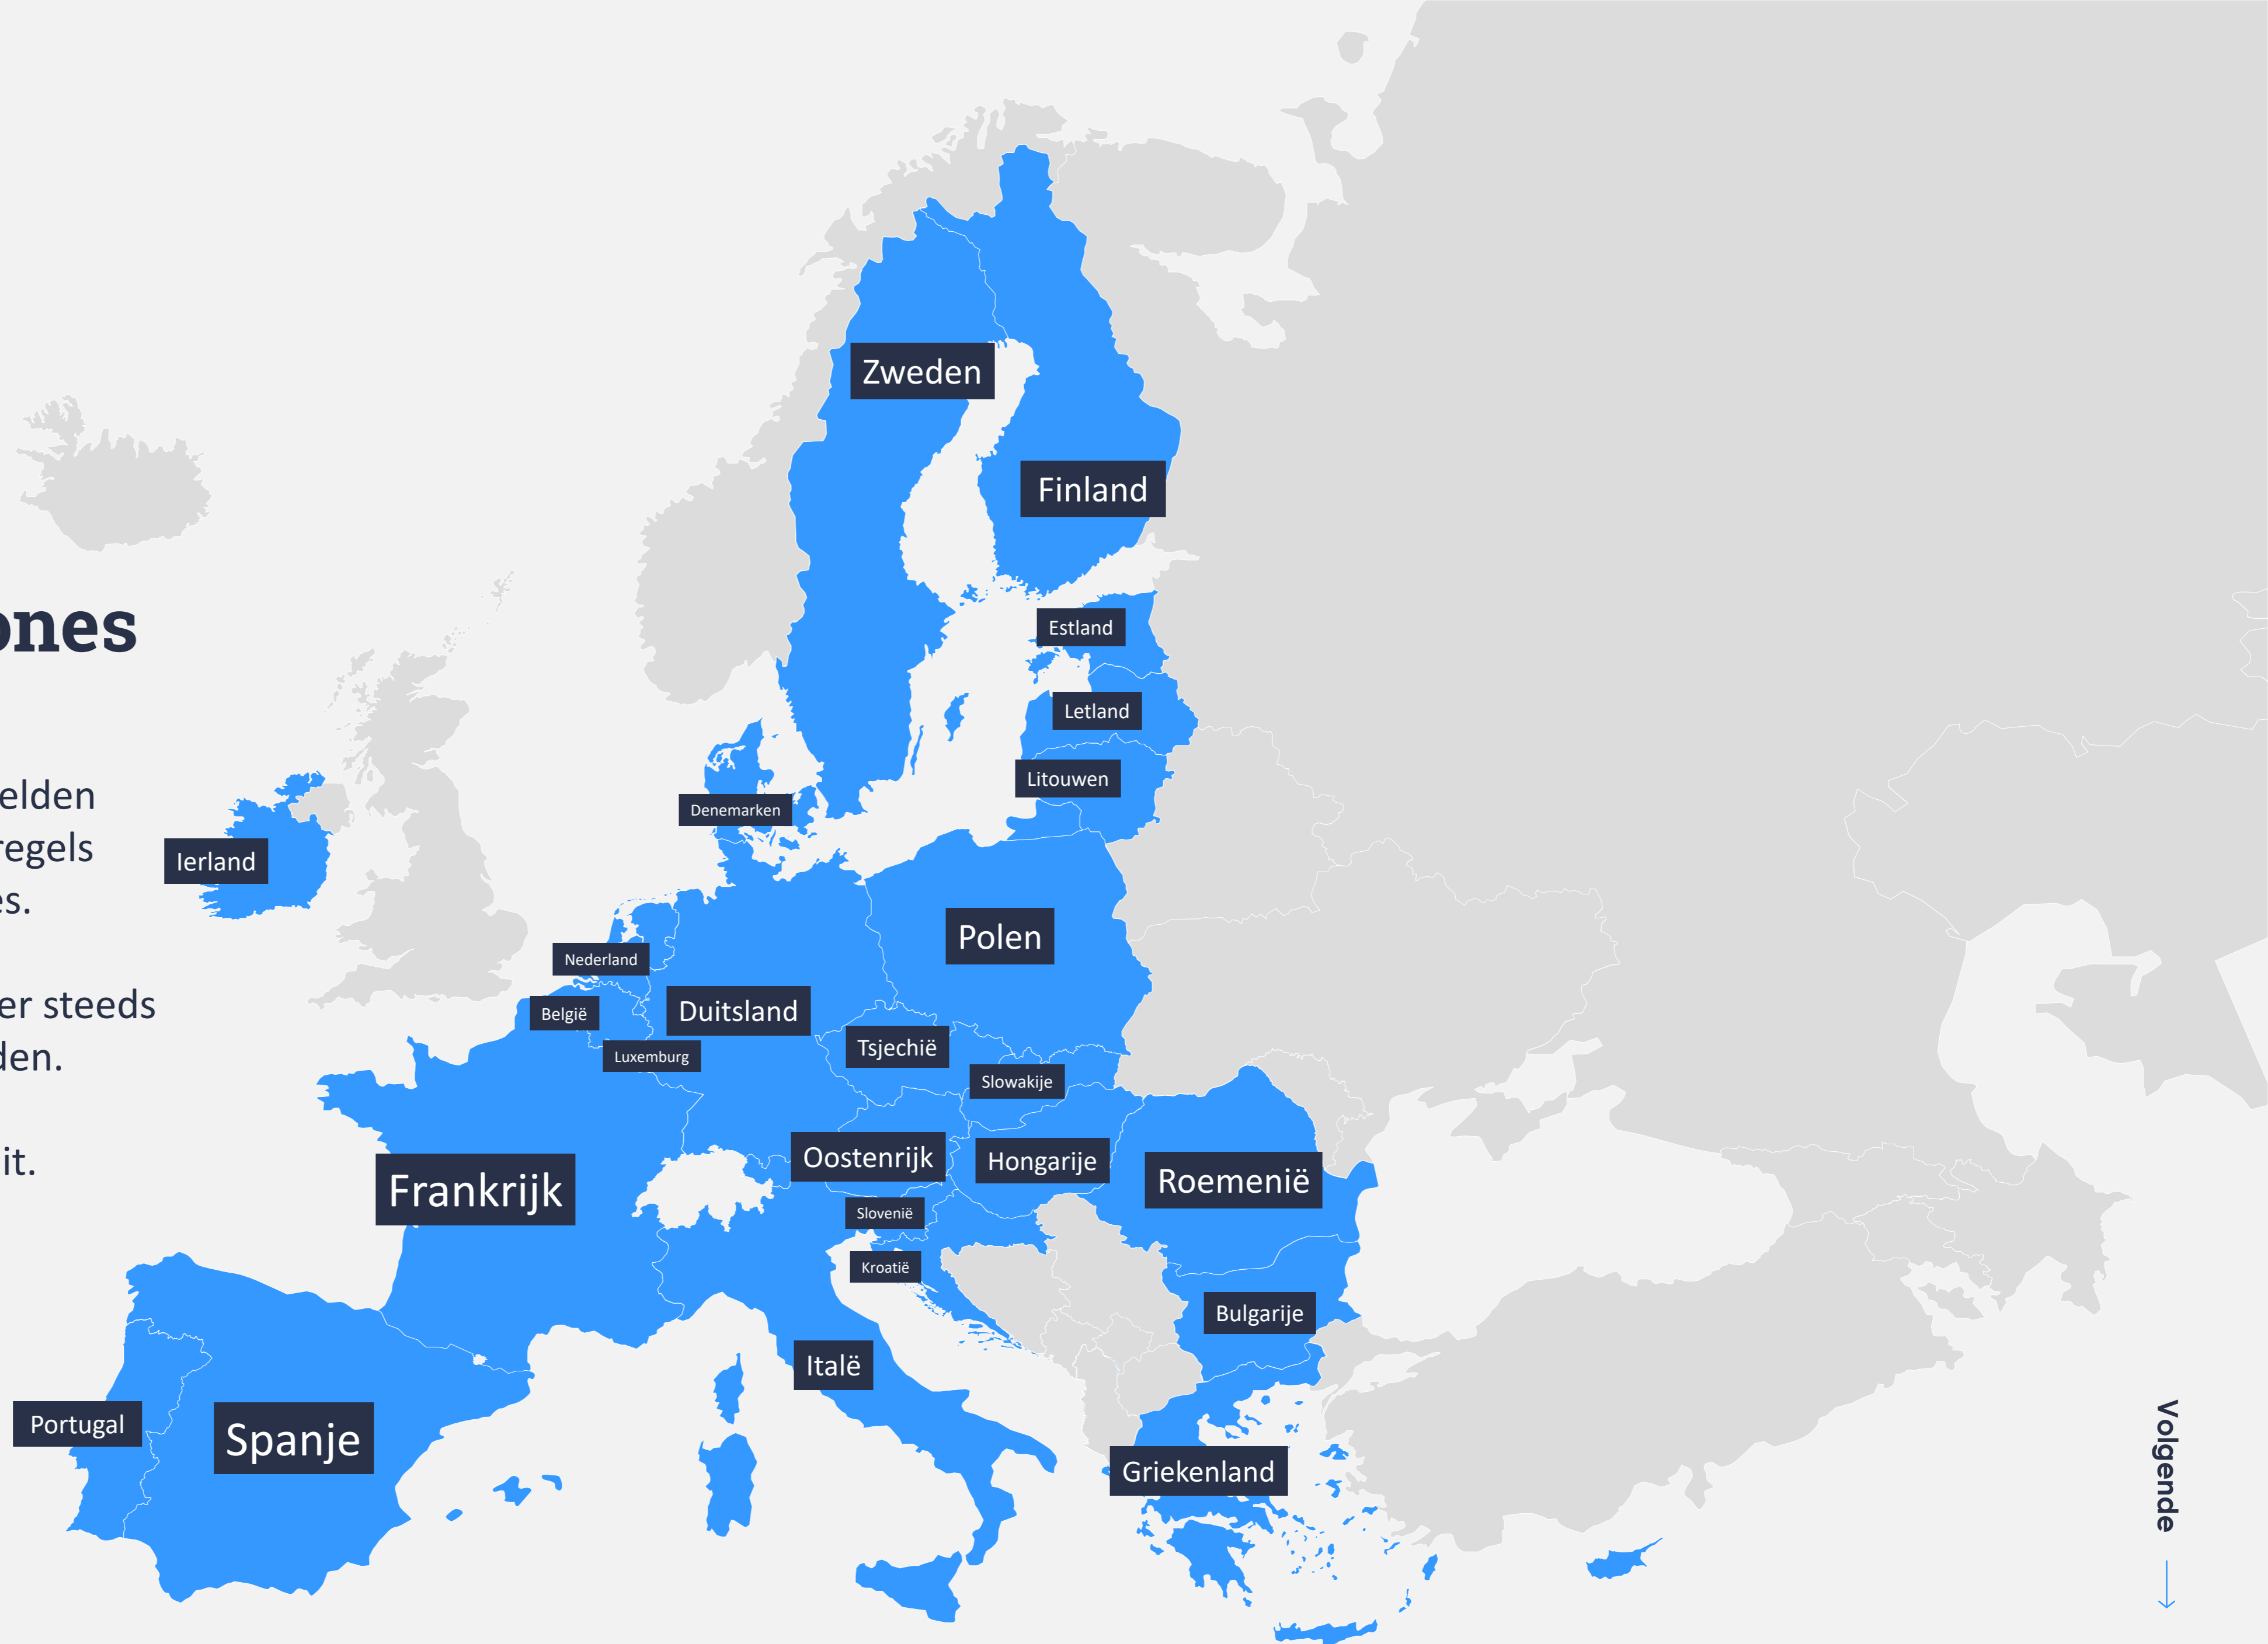 ones
elden
regels
es.
er steeds
den.
it.
Zweden
Finland
Estland
Letland
Litouwen
Denemarken
Ierland
Polen
Nederland
België
Duitsland
Luxemburg
Tsjechië
Slowakije
Oostenrijk
Hongarije
Roemenië
Frankrijk
Slovenië
Kroatië
Bulgarije
Italë
Portugal
Spanje
Griekenland
Volgende